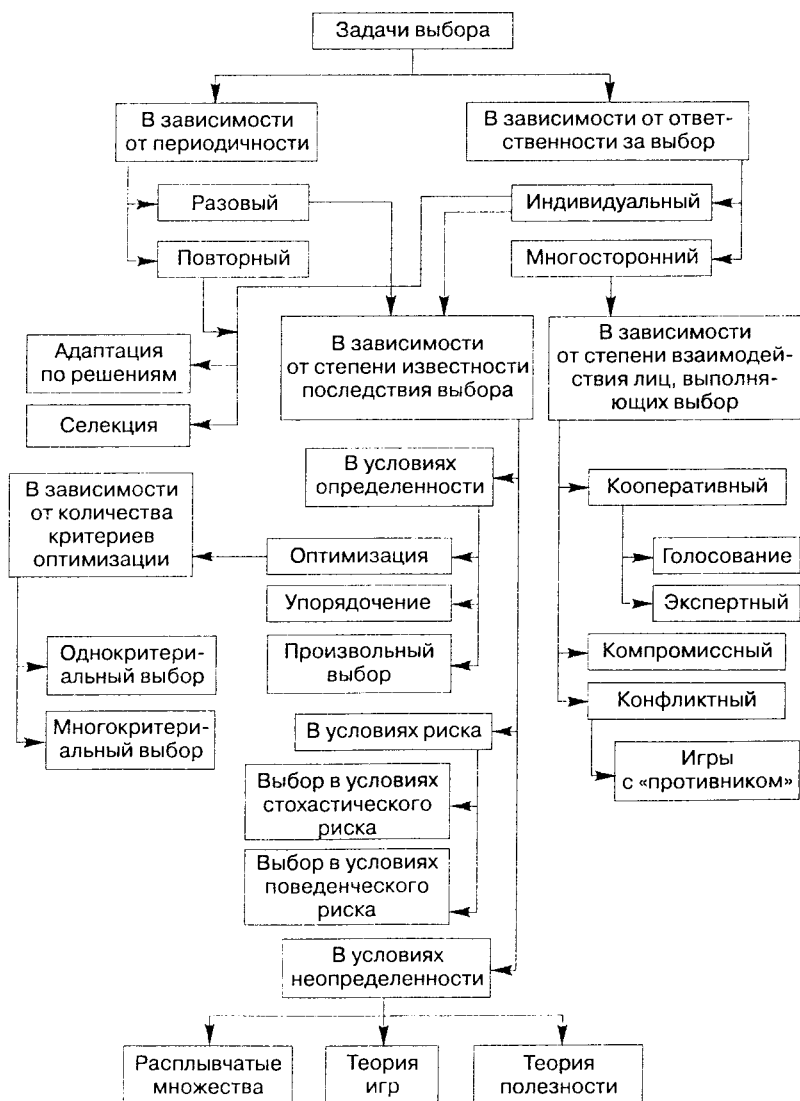 Задачи выбора
В зависимости
от периодичности
В зависимости от ответ-
ственности за выбор
Разовый
Индивидуальный
Повторный
Многосторонний
Адаптация
по решениям
Селекция
В зависимости
от степени известности
последствия выбора
В зависимости
от степени взаимодей-
ствия лиц, выполня-
ющих выбор
В зависимости
от количества
критериев
оптимизации
В условиях
определенности
Оптимизация
Упорядочение
Произвольный
выбор
Кооперативный
Голосование
Экспертный
Компромиссный
Конфликтный
Игры
с «противником»
Однокритери-
альный выбор
Многокритери-
альный выбор
В условиях риска
Выбор в условиях
стохастического
риска
Выбор в условиях
поведенческого
риска
В условиях
неопределенности
Расплывчатые
множества
Теория
игр
Теория
полезности